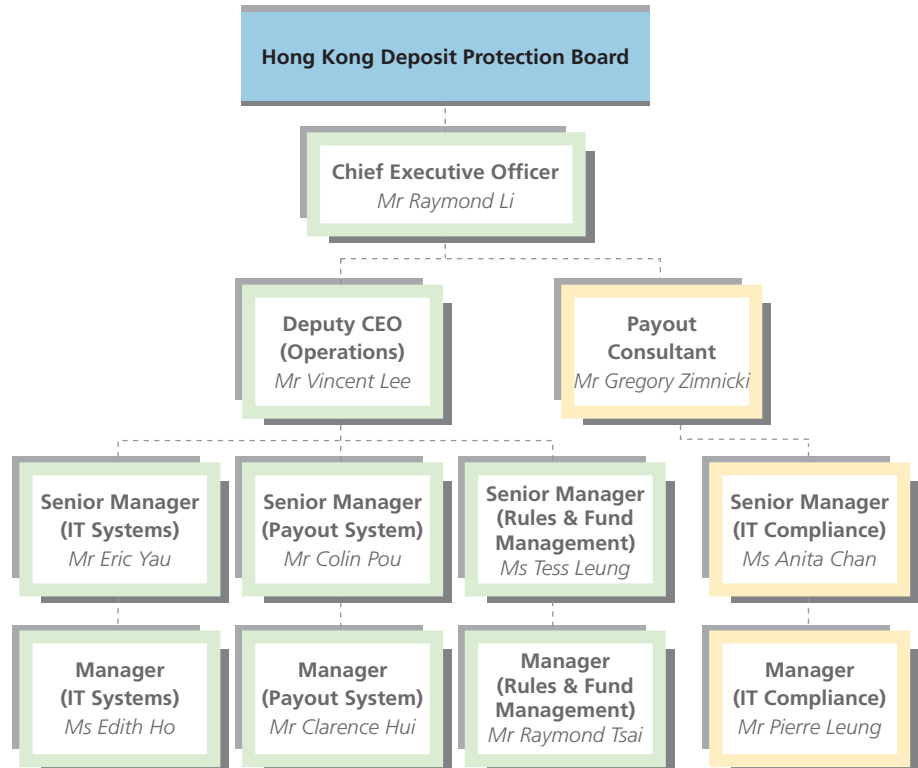 Hong Kong Deposit Protection Board
Chief Executive Officer
Mr Raymond Li
Deputy CEO
(Operations)
Mr Vincent Lee
Payout
Consultant
Mr Gregory Zimnicki
Senior Manager
(IT Systems)
Mr Eric Yau
Senior Manager
(Payout System)
Mr Colin Pou
Senior Manager
(Rules & Fund
Management)
Ms Tess Leung
Senior Manager
(IT Compliance)
Ms Anita Chan
Manager
(IT Systems)
Ms Edith Ho
Manager
(Payout System)
Mr Clarence Hui
Manager
(Rules & Fund
Management)
Mr Raymond Tsai
Manager
(IT Compliance)
Mr Pierre Leung